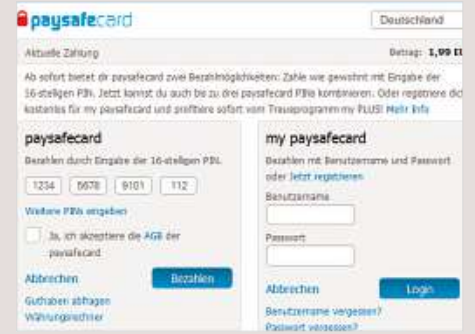 paysafecard
Deutschland
Aktuelle Zahlung
Betrag: 1,99
Ab sofort bietet dir paysafecard zwei Bezahlmöglichkeiten: Zahle wie gewohnt mit Eingabe der
16-stelligen PIN. Jetzt kannst du auch bis zu drei paysafecard PINs kombinieren. Oder registriere
kostenlos für my paysafecard und profitiere sofort vom Treueprogramm my PLUS! Mehr Info
paysafecard
Bezahlen durch Eingabe der 16-stelligen PIN.
1234 5678 9101 112
Weitere PINs eingeben
Ja, ich akzeptiere die AGB der
paysafecard
Abbrechen
Bezahlen
Guthaben abfragen
Währungsrechner
my paysafecard
Bezahlen mit Benutzername und Passwort
oder Jetzt registrieren
Benutzername
Passwort
Abbrechen
Login
Benutzername vergessen?
Passwort vergessen?